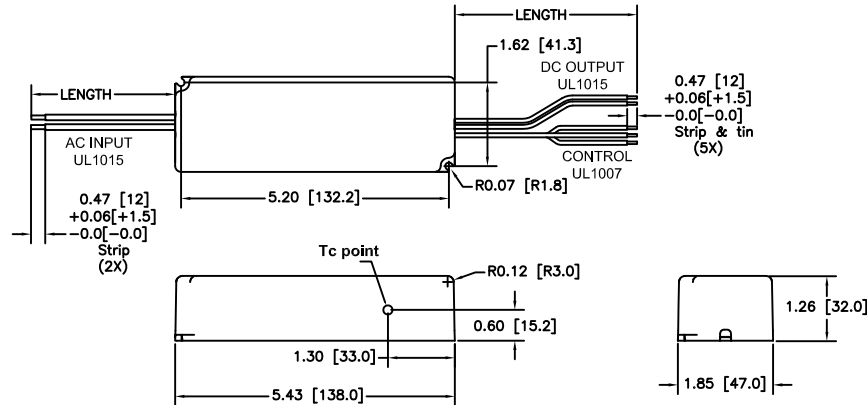 LENGTH
1.62 [41.3]
DC OUTPUT
UL1015
0.47 [12]
+0.06[+1.5]
-0.0[-0.0]
Strip & tin
(5X)
LENGTH
AC INPUT
UL1015
CONTROL
UL1007
R0.07 [R1.8]
5.20 [132.2]
0.47 [12]
+0.06[+1.5]
-0.0[-0.0]
Strip
(2X)
Tc point
R0.12 [R3.0]
0.60 [15.2]
1.30 [33.0]
5.43 [138.0]
1.26 [32.0]
1.85 [47.0]